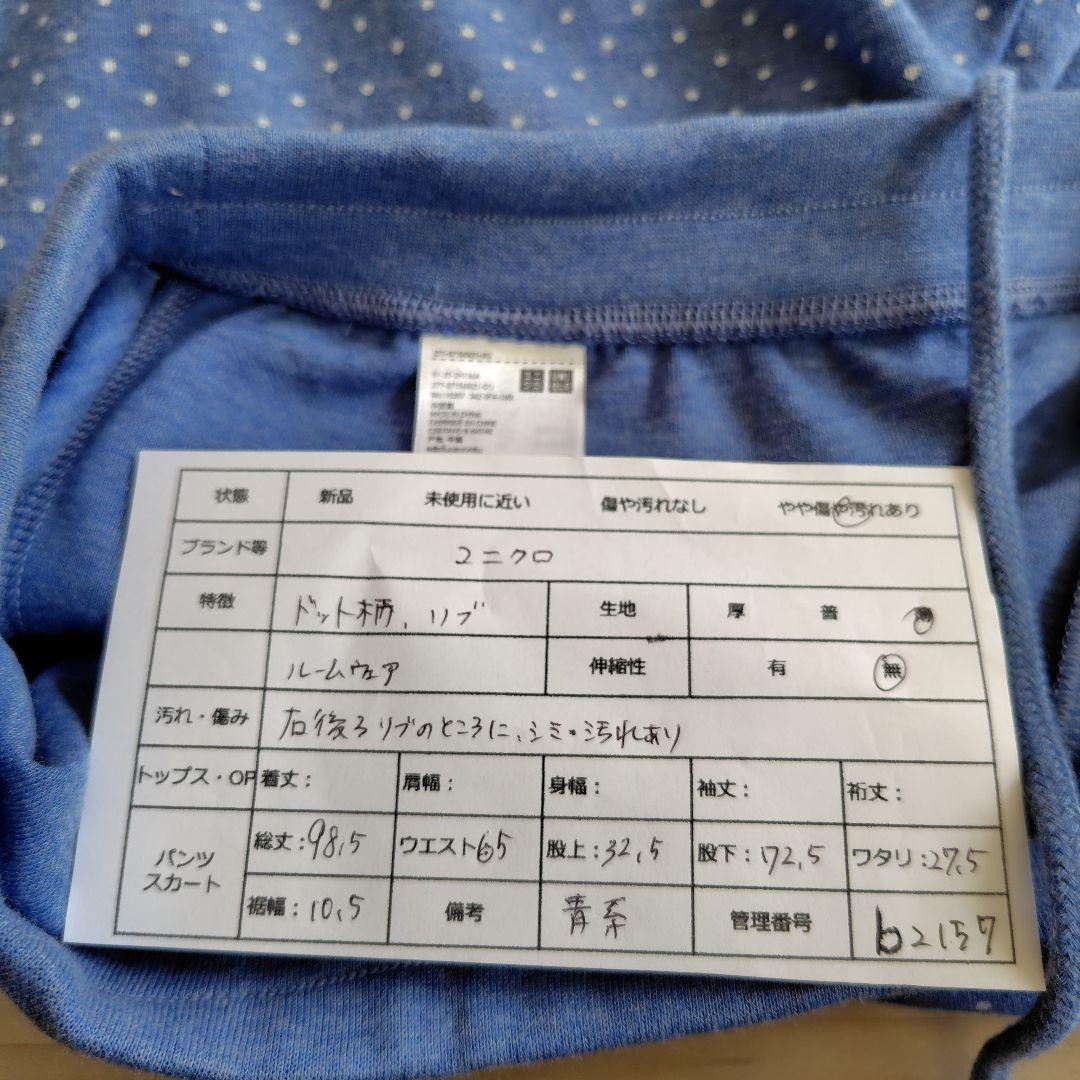 MADE IN CHINA
状態 新品 未使用に近い 傷や汚れなし やや傷や汚れあり
ブランド等 ユニクロ
特徴 ドット柄、リブ 生地 厚 普 薄
ルームウェア 伸縮性 有 無
汚れ・傷み 右後ろリブのところに、シミ・汚れあり
トップス・OP 着丈: 肩幅: 身幅: 袖丈: 裄丈:
パンツ
スカート
総丈:98,5 ウエスト65 股上:32,5 股下:72,5 ワタリ:27,5
裾幅:10,5 備考 青系 管理番号 b2157